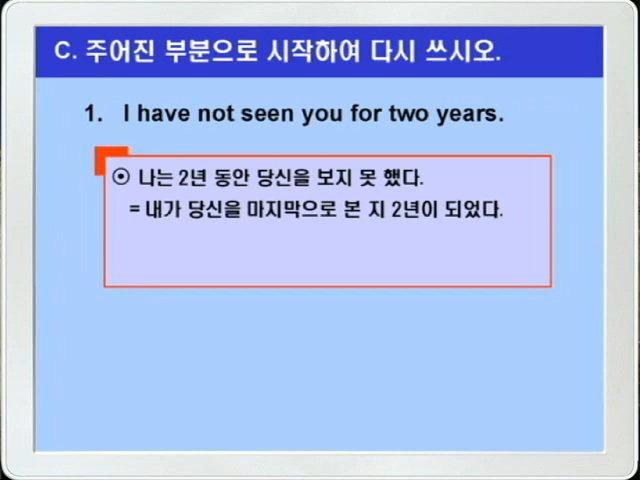 C. 주어진 부분으로 시작하여 다시 쓰시오.
1. I have not seen you for two years.
⊙ 나는 2년 동안 당신을 보지 못 했다.
= 내가 당신을 마지막으로 본 지 2년이 되었다.